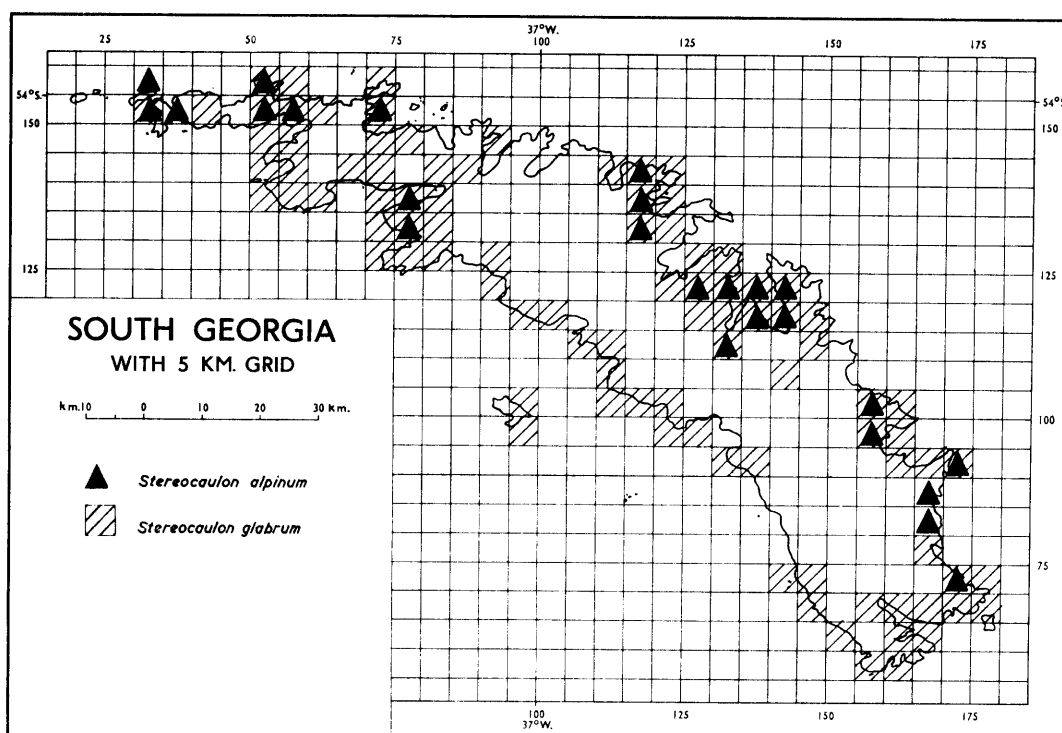 37°W.
25 50 75 100 125 150 175
54°S. 54°S.
150 150
125 125
SOUTH GEORGIA
WITH 5 KM. GRID
km.10 0 10 20 30 km.
100
Stereocaulon alpinum
Stereocaulon glabrum
75
100 125 150 175
37°W.